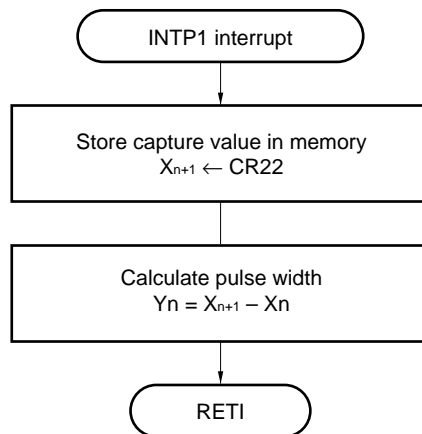 INTP1 interrupt
Store capture value in memory
Xn+1 ← CR22
Calculate pulse width
Yn = Xn+1 – Xn
RETI